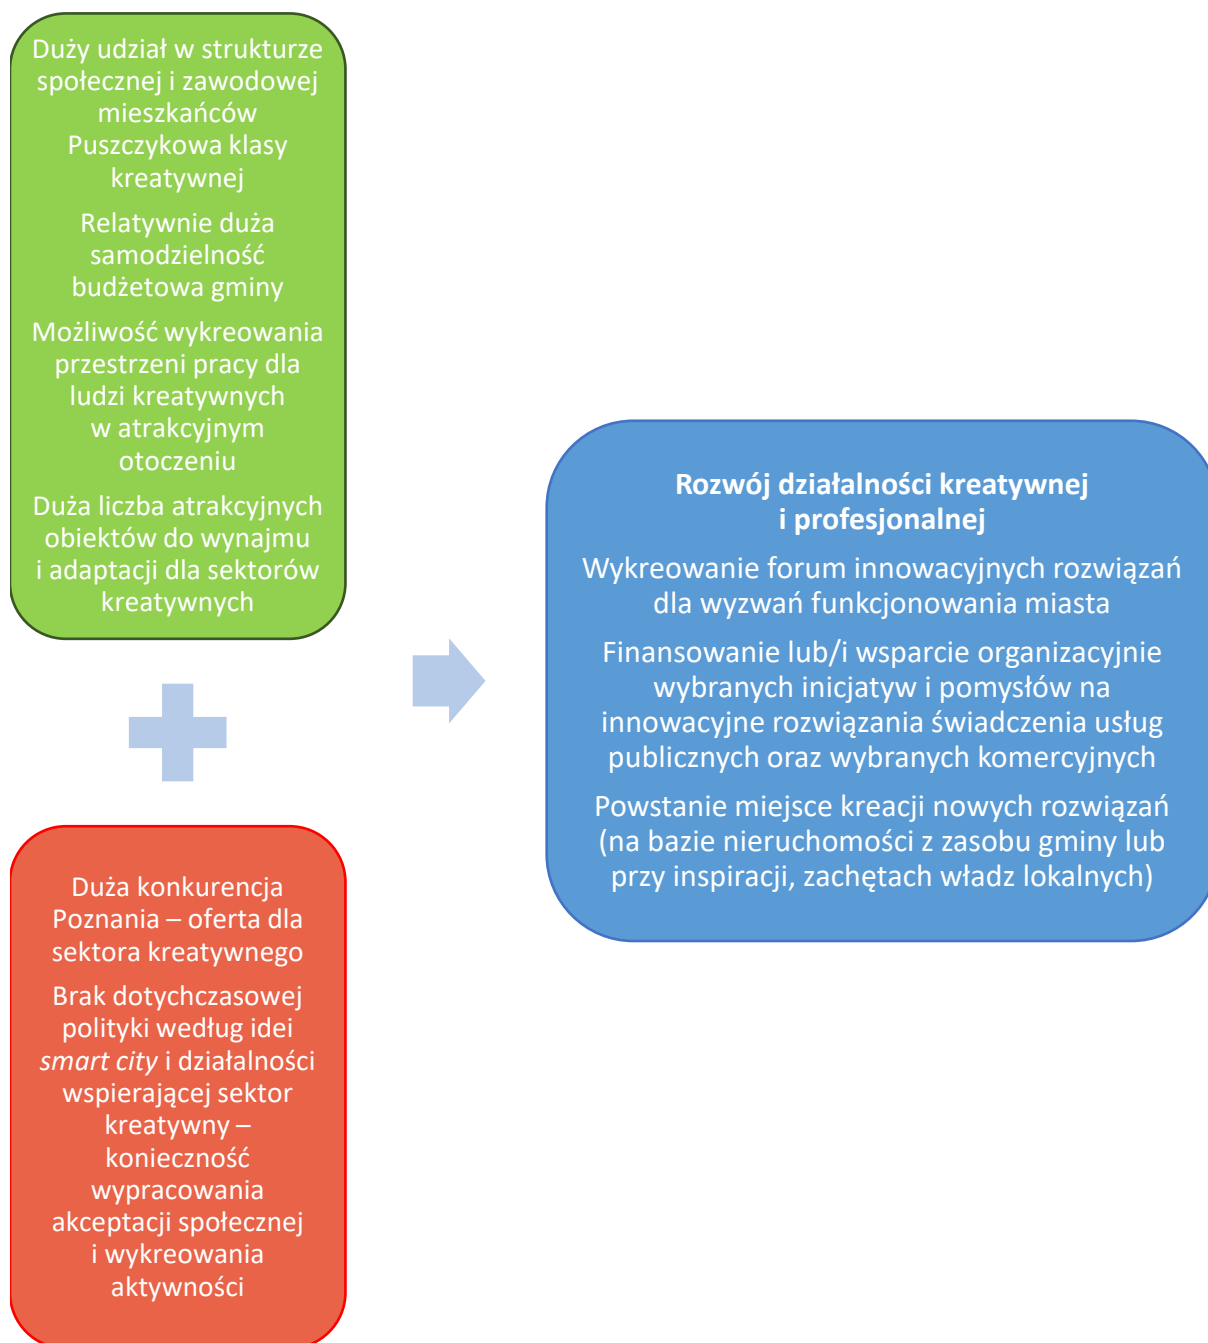 Duży udział w strukturze
społecznej i zawodowej
mieszkańców
Puszczykowa klasy
kreatywnej
Relatywnie duża
samodzielność
budżetowa gminy
Możliwość wykreowania
przestrzeni pracy dla
ludzi kreatywnych
w atrakcyjnym
otoczeniu
Duża liczba atrakcyjnych
obiektów do wynajmu
i adaptacji dla sektorów
kreatywnych
Duża konkurencja
Poznania – oferta dla
sektora kreatywnego
Brak dotychczasowej
polityki według idei
smart city i działalności
wspierającej sektor
kreatywny –
konieczność
wypracowania
akceptacji społecznej
i wykreowania
aktywności
Rozwój działalności kreatywnej
i profesjonalnej
Wykreowanie forum innowacyjnych rozwiązań
dla wyzwań funkcjonowania miasta
Finansowanie lub/i wsparcie organizacyjnie
wybranych inicjatyw i pomysłów na
innowacyjne rozwiązania świadczenia usług
publicznych oraz wybranych komercyjnych
Powstanie miejsce kreacji nowych rozwiązań
(na bazie nieruchomości z zasobu gminy lub
przy inspiracji, zachętach władz lokalnych)